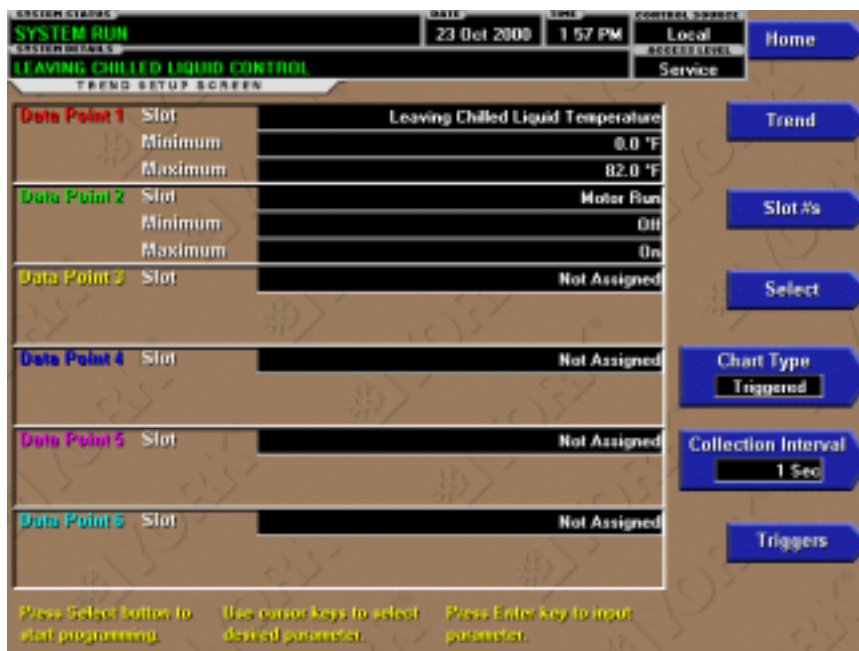 SYSTEM STATUS
SYSTEM RUN
DATE
23 Oct 2000
TIME
1 57 PM
CONTROL SOURCE
Local
SYSTEM DETAILS
LEAVING CHILLED LIQUID CONTROL
ACCESS LEVEL
Service
TREND SETUP SCREEN
Data Point 1 Slot Leaving Chilled Liquid Temperature
Minimum 0.0 °F
Maximum 82.0 °F
Data Point 2 Slot Motor Run
Minimum Off
Maximum On
Data Point 3 Slot Not Assigned
Data Point 4 Slot Not Assigned
Data Point 5 Slot Not Assigned
Data Point 6 Slot Not Assigned
Home
Trend
Slot #s
Select
Chart Type
Triggered
Collection Interval
1 Sec
Triggers
Press Select button to start programming.
Use cursor keys to select desired parameter.
Press Enter key to input parameter.
YORK